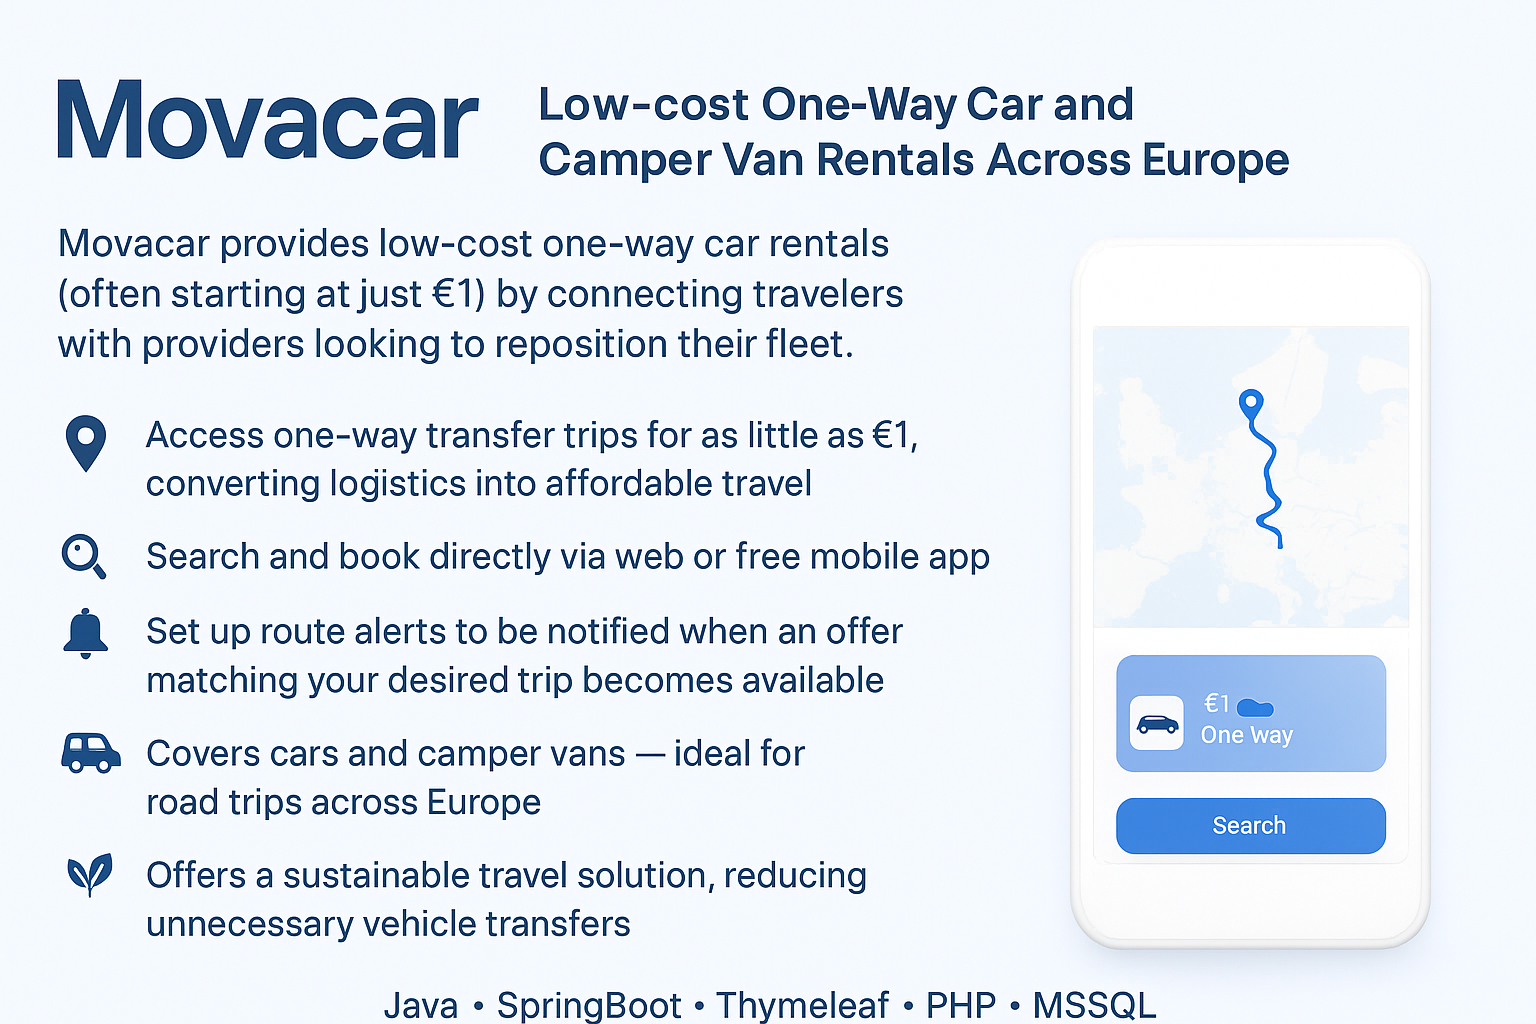 Movacar
Low-cost One-Way Car and
Camper Van Rentals Across Europe
Movacar provides low-cost one-way car rentals
(often starting at just €1) by connecting travelers
with providers looking to reposition their fleet.
Access one-way transfer trips for as little as €1,
converting logistics into affordable travel
Search and book directly via web or free mobile app
Set up route alerts to be notified when an offer
matching your desired trip becomes available
Covers cars and camper vans — ideal for
road trips across Europe
Offers a sustainable travel solution, reducing
unnecessary vehicle transfers
€1
One Way
Search
Java • SpringBoot • Thymeleaf • PHP • MSSQL